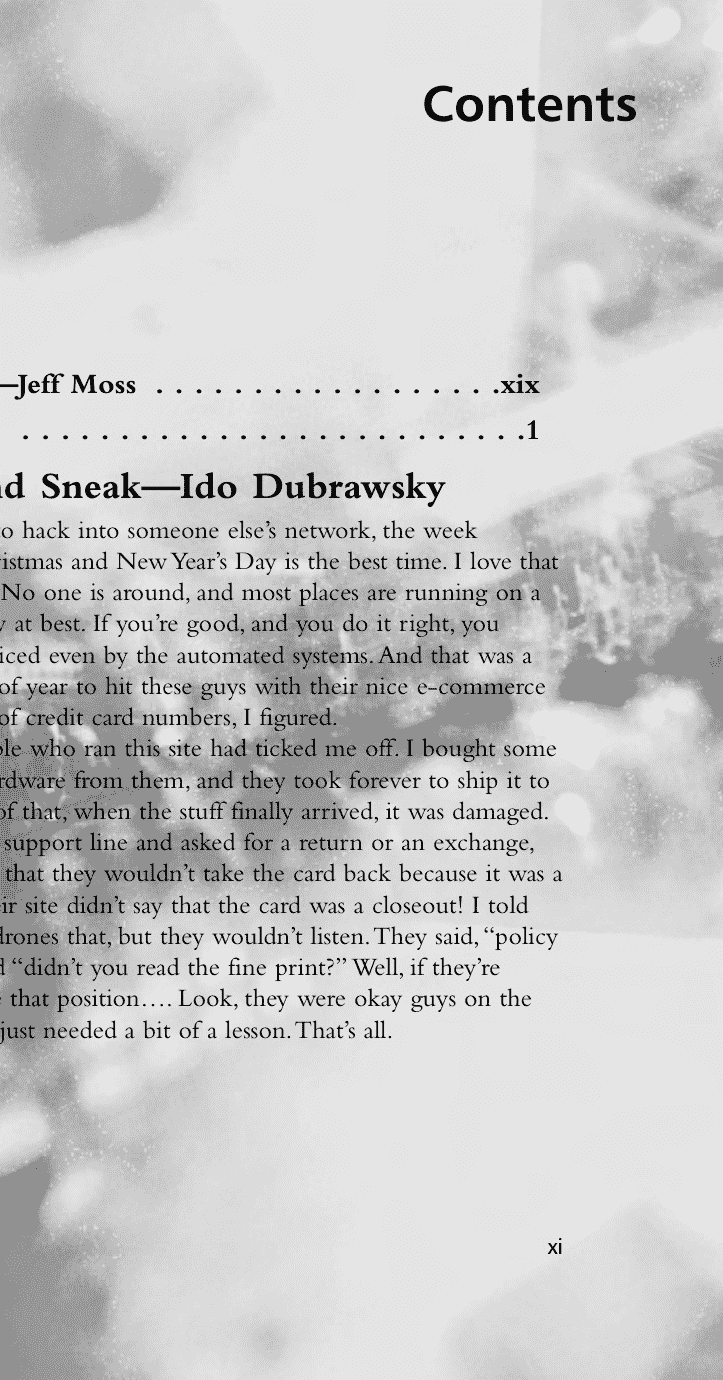 Contents
—Jeff Moss . . . . . . . . . . . . . . . . . .xix
. . . . . . . . . . . . . . . . . . . . . . . . . . .1
nd Sneak—Ido Dubrawsky
o hack into someone else’s network, the week
istmas and New Year’s Day is the best time. I love that
No one is around, and most places are running on a
at best. If you’re good, and you do it right, you
iced even by the automated systems. And that was a
of year to hit these guys with their nice e-commerce
of credit card numbers, I figured.
ple who ran this site had ticked me off. I bought some
rdware from them, and they took forever to ship it to
of that, when the stuff finally arrived, it was damaged.
support line and asked for a return or an exchange,
that they wouldn’t take the card back because it was a
ir site didn’t say that the card was a closeout! I told
drones that, but they wouldn’t listen. They said, “policy
d “didn’t you read the fine print?” Well, if they’re
that position…. Look, they were okay guys on the
just needed a bit of a lesson. That’s all.
xi